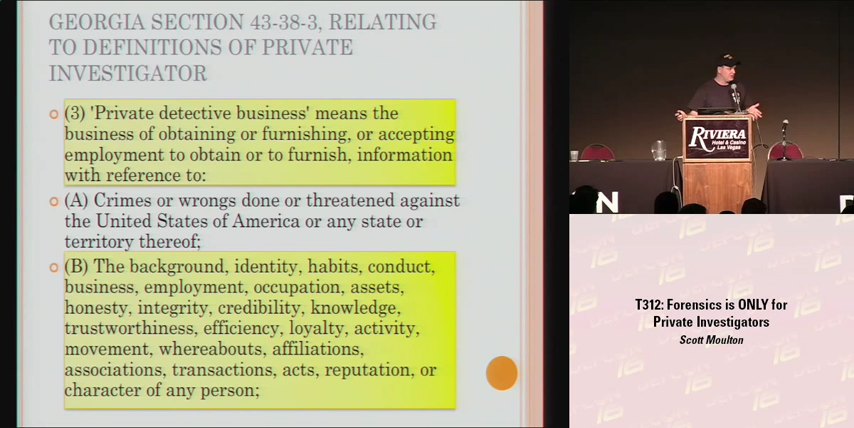 GEORGIA SECTION 43-38-3, RELATING
TO DEFINITIONS OF PRIVATE
INVESTIGATOR
(3) 'Private detective business' means the
business of obtaining or furnishing, or accepting
employment to obtain or to furnish, information
with reference to:
(A) Crimes or wrongs done or threatened against
the United States of America or any state or
territory thereof;
(B) The background, identity, habits, conduct,
business, employment, occupation, assets,
honesty, integrity, credibility, knowledge,
trustworthiness, efficiency, loyalty, activity,
movement, whereabouts, affiliations,
associations, transactions, acts, reputation, or
character of any person;
RIVIERA
Hotel & Casino
Las Vegas
N
D
T312: Forensics is ONLY for
Private Investigators
Scott Moulton